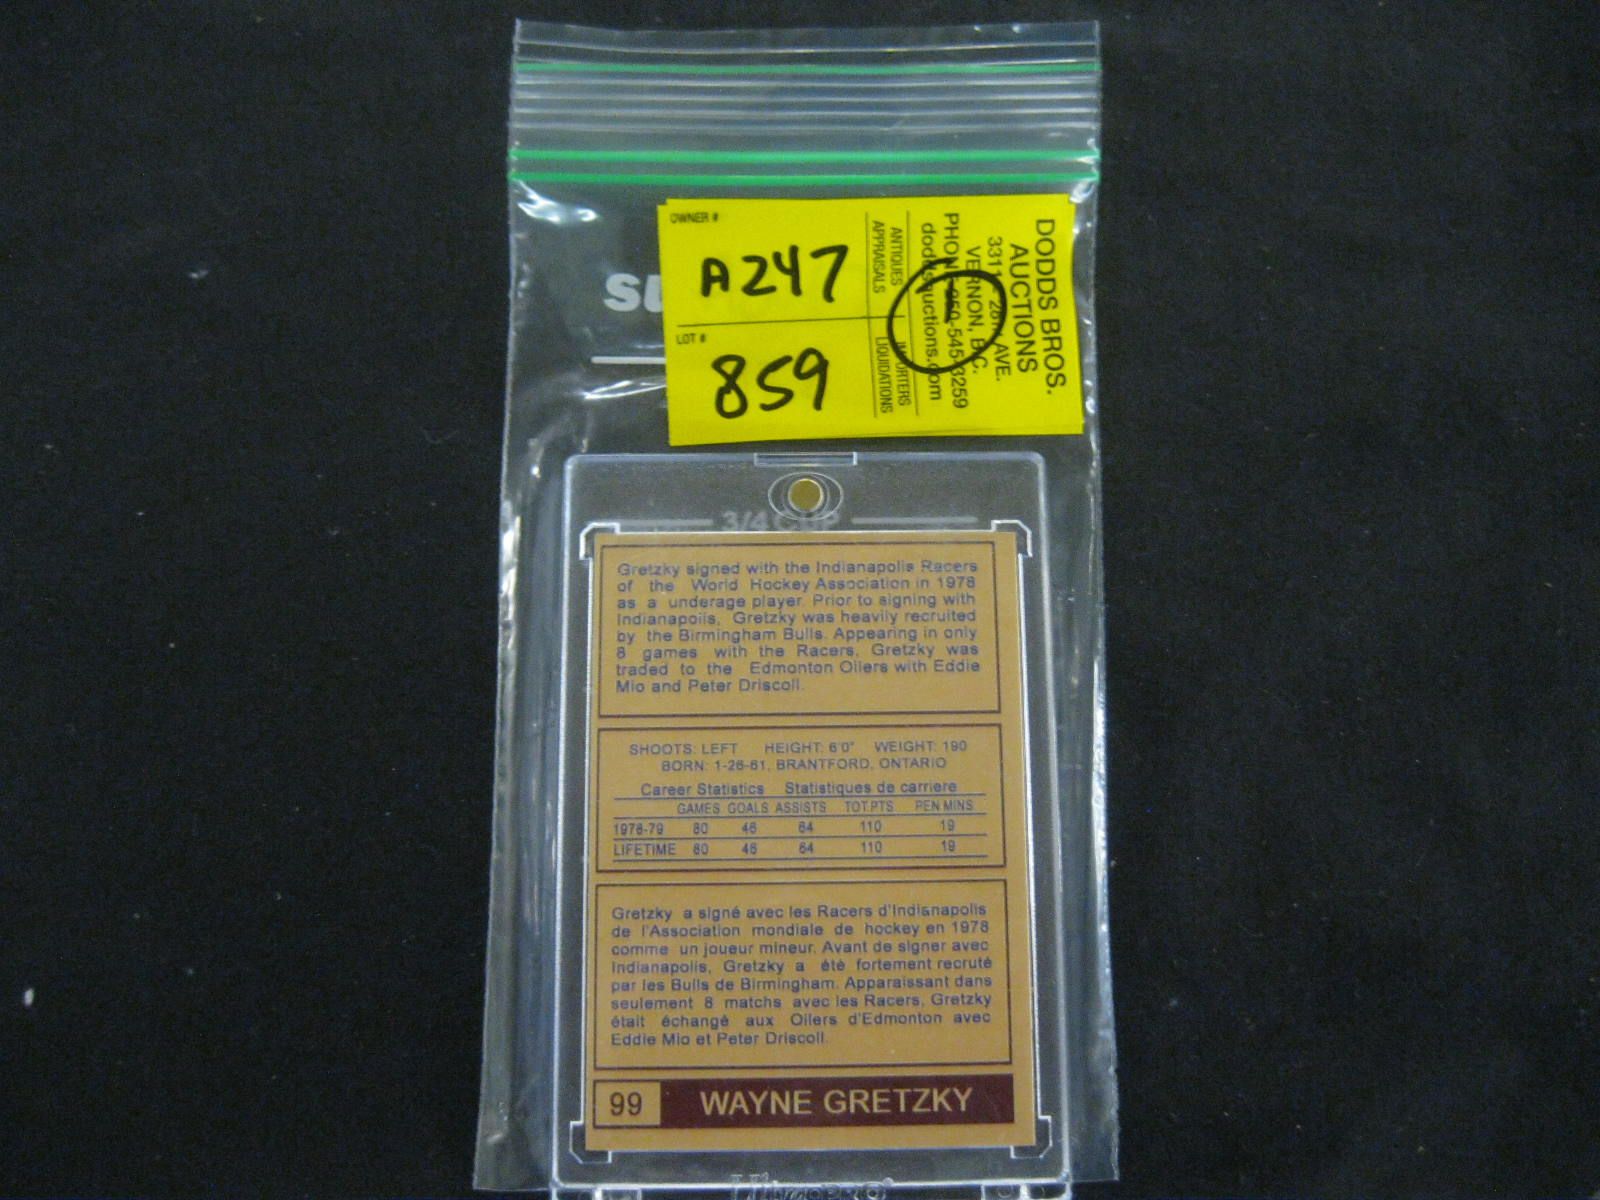 OWNER #
A247
LOT #
859
ANTIQUES
APPRAISALS
LIQUIDATIONS
DODDS BROS.
AUCTIONS
AVE.
VERNON, B.C.
3/4 CUP
Gretzky signed with the Indianapolis Racers
of the World Hockey Association in 1978
as a underage player. Prior to signing with
Indianapolis, Gretzky was heavily recruited
by the Birmingham Bulls. Appearing in only
8 games with the Racers, Gretzky was
traded to the Edmonton Oilers with Eddie
Mio and Peter Driscoll.
SHOOTS: LEFT HEIGHT: 6'0" WEIGHT: 190
BORN: 1-26-61, BRANTFORD, ONTARIO
Career Statistics Statistiques de carriere
GAMES GOALS ASSISTS TOT.PTS PEN MINS
1978-79 80 46 64 110 19
LIFETIME 80 46 64 110 19
Gretzky a signé avec les Racers d'Indianapolis
de l'Association mondiale de hockey en 1978
comme un joueur mineur. Avant de signer avec
Indianapolis, Gretzky a été fortement recruté
par les Bulls de Birmingham. Apparaissant dans
seulement 8 matchs avec les Racers, Gretzky
était échangé aux Oilers d'Edmonton avec
Eddie Mio et Peter Driscoll.
99 WAYNE GRETZKY